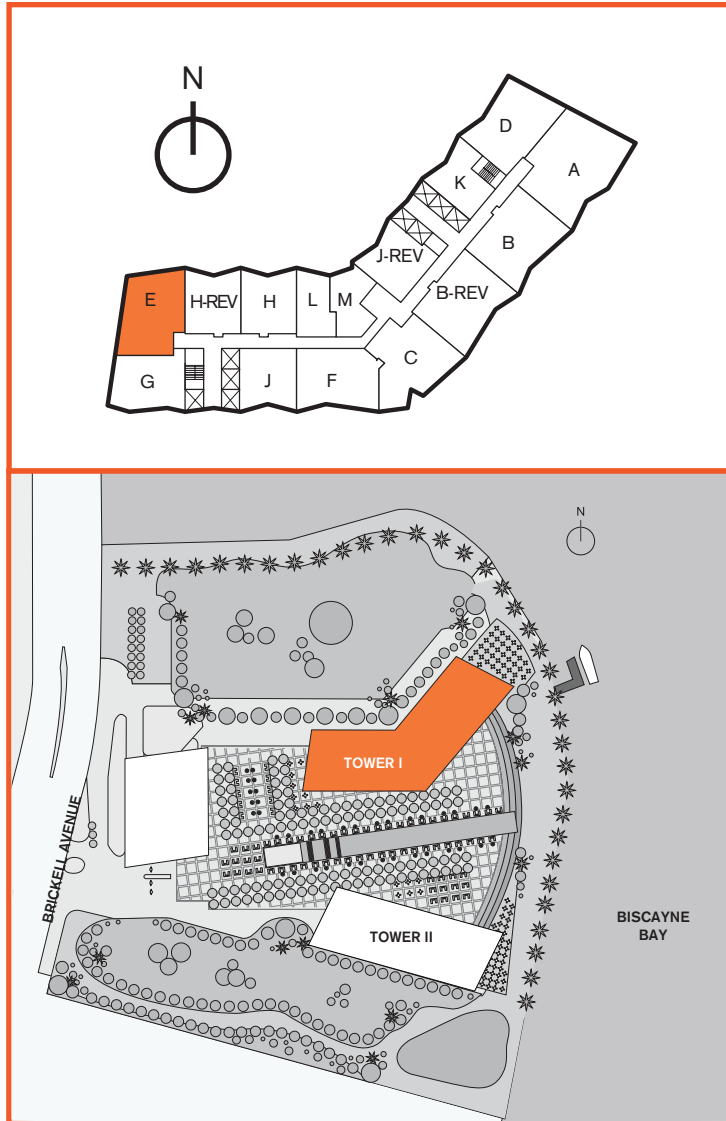 N
D
K
A
B
J-REV
B-REV
E
H-REV
H
L
M
C
G
J
F
N
TOWER I
BRICKELL AVENUE
TOWER II
BISCAYNE
BAY